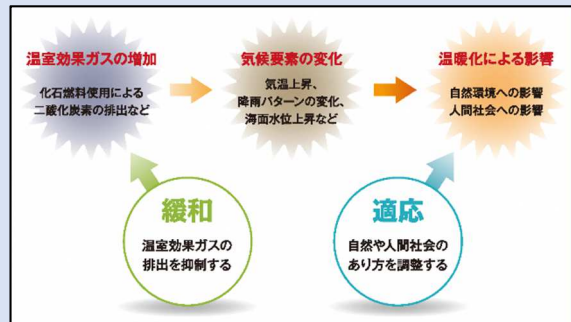 温室効果ガスの増加
化石燃料使用による
二酸化炭素の排出など
気候要素の変化
気温上昇、
降雨パターンの変化、
海面水位上昇など
温暖化による影響
自然環境への影響
人間社会への影響
緩和
温室効果ガスの
排出を抑制する
適応
自然や人間社会の
あり方を調整する